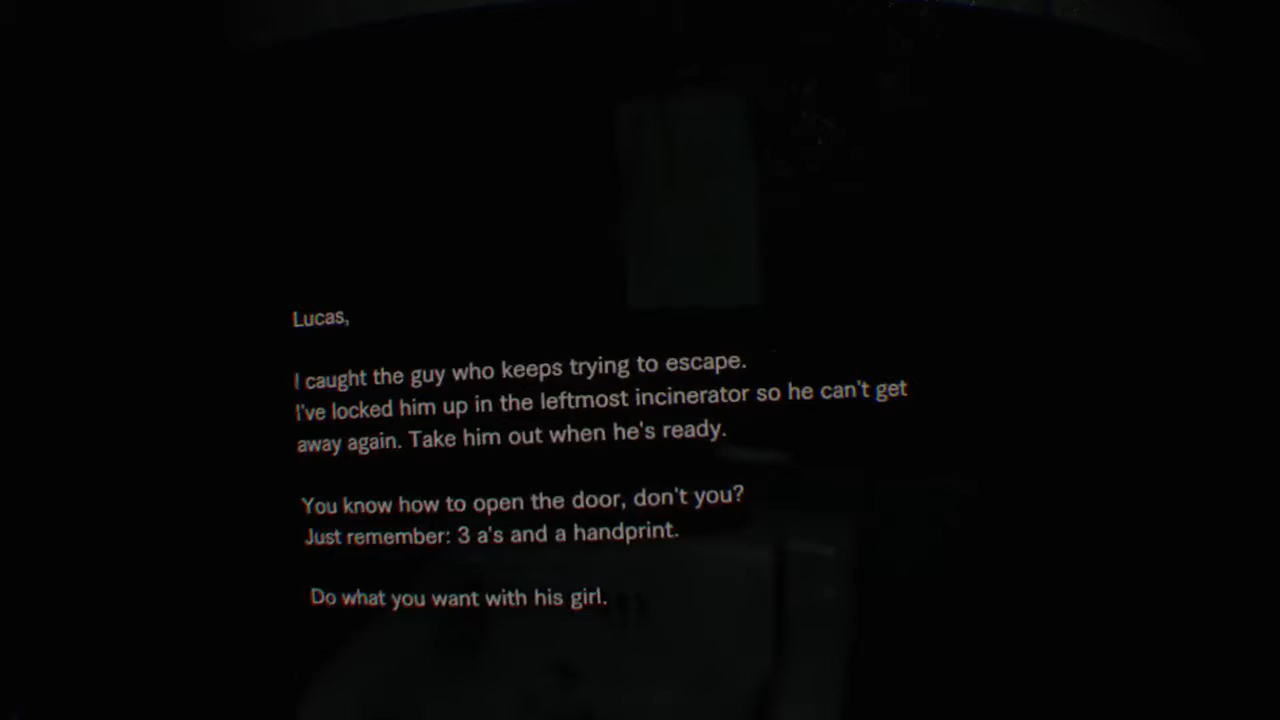 Lucas,
I caught the guy who keeps trying to escape.
I've locked him up in the leftmost incinerator so he can't get
away again. Take him out when he's ready.
You know how to open the door, don't you?
Just remember: 3 a's and a handprint.
Do what you want with his girl.